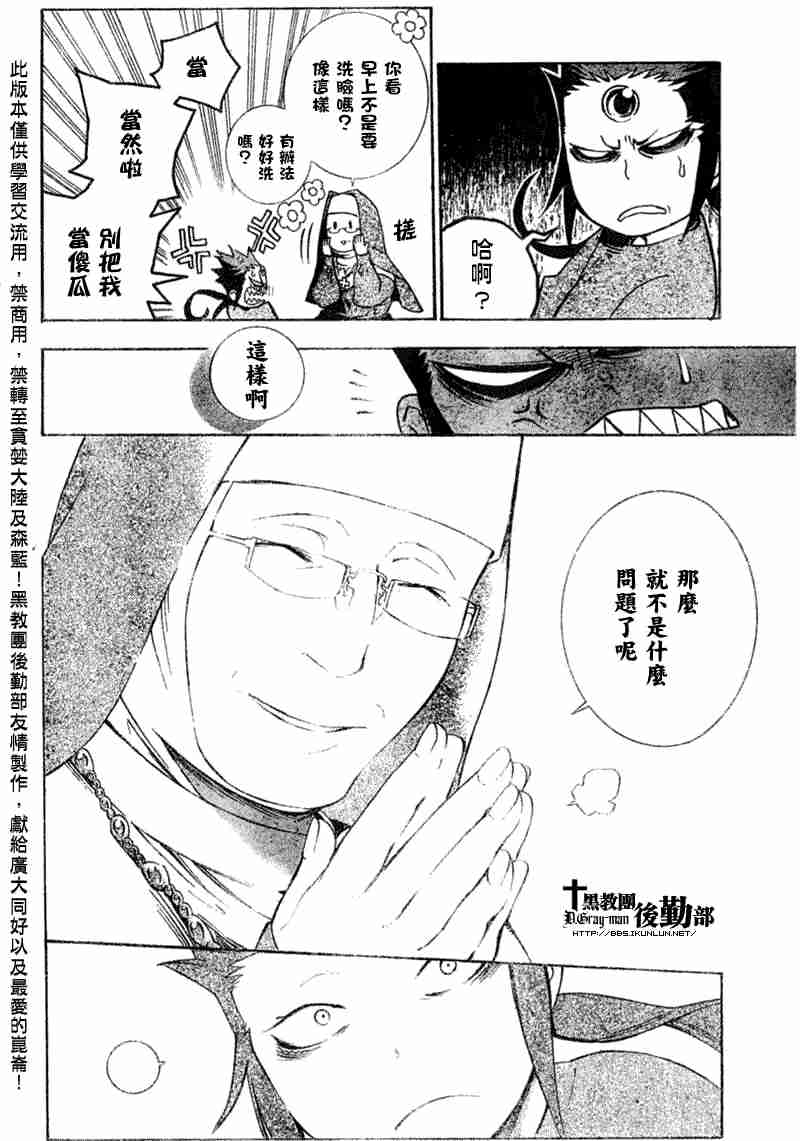 哈啊？
你看
早上不是要
洗臉嗎？
像這樣
有辦法
好好洗
嗎？
搓
當
當然啦
別把我
當傻瓜
這樣啊
那麼
就不是什麼
問題了呢
黑教團
D.Gray-man
後勤部
HTTP://BBS.IKUNLUN.NET/
此版本僅供學習交流用，禁商用，禁轉至貪婪大陸及森藍！黑教團後勤部友情製作，獻給廣大同好以及最愛的崑崙！